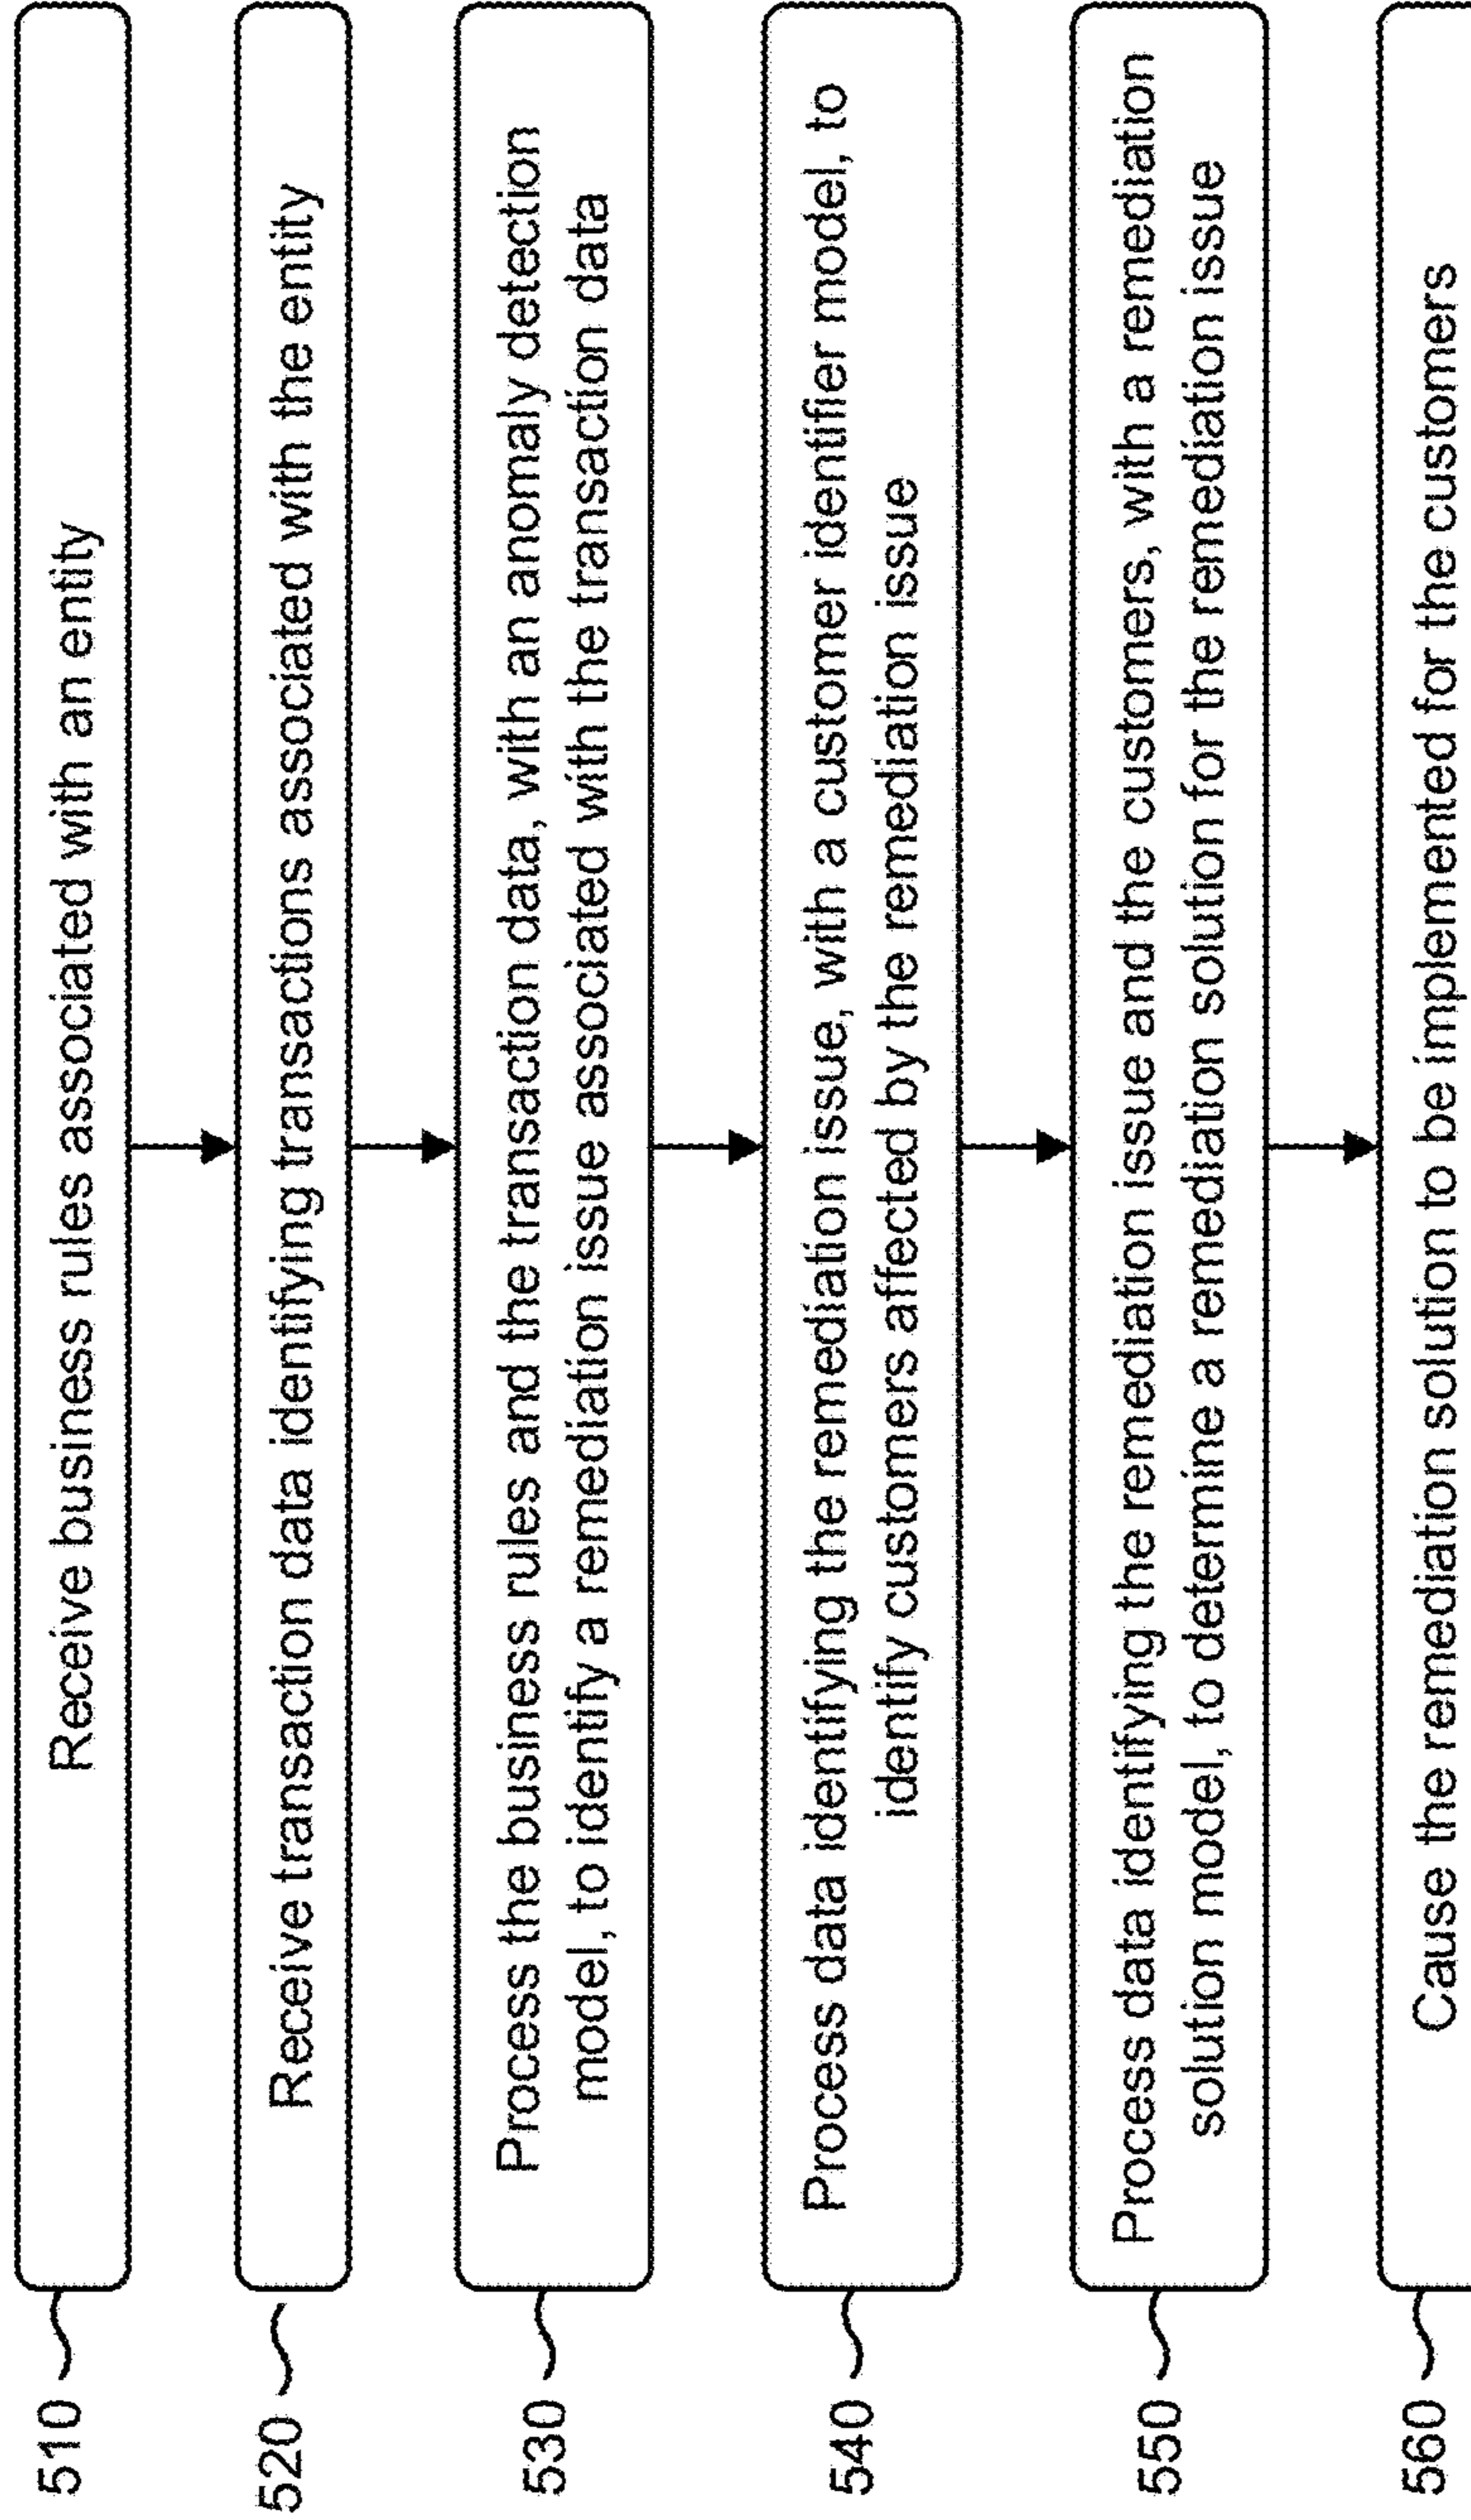 510
Receive business rules associated with an entity
520
Receive transaction data identifying transactions associated with the entity
530
Process the business rules and the transaction data, with an anomaly detection
model, to identify a remediation issue associated with the transaction data
540
Process data identifying the remediation issue, with a customer identifier model, to
identify customers affected by the remediation issue
550
Process data identifying the remediation issue and the customers, with a remediation
solution model, to determine a remediation solution for the remediation issue
560
Cause the remediation solution to be implemented for the customers